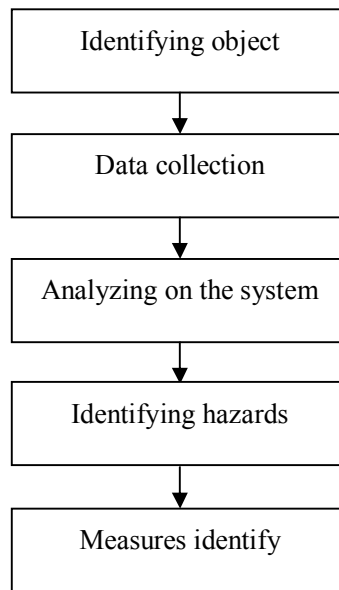 Identifying object
Data collection
Analyzing on the system
Identifying hazards
Measures identify